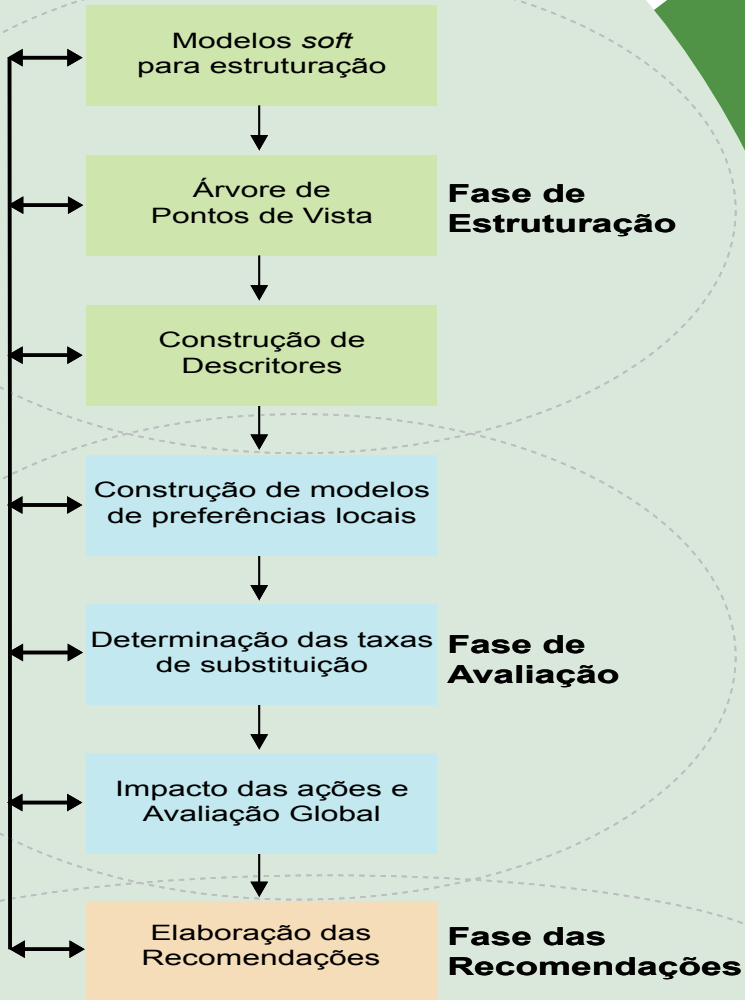 Modelos soft
para estruturação
Árvore de
Pontos de Vista
Fase de
Estruturação
Construção de
Descritores
Construção de modelos
de preferências locais
Determinação das taxas
de substituição
Fase de
Avaliação
Impacto das ações e
Avaliação Global
Elaboração das
Recomendações
Fase das
Recomendações